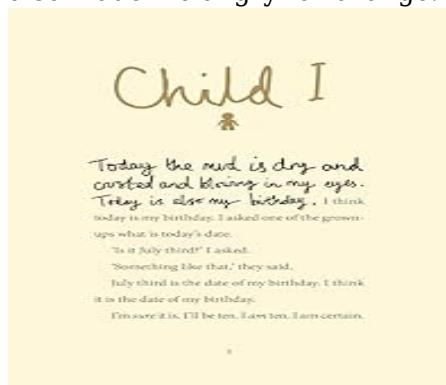 Child I
Today the mud is dry and
crusted and blowing in my eyes.
Today is also my birthday. I think
today is my birthday. I asked one of the grown-
ups what is today's date.
'Is it July third?' I asked.
'Something like that,' they said.
July third is the date of my birthday. I think
it is the date of my birthday.
I'm sure it is. I'll be ten. I am ten. I am certain.